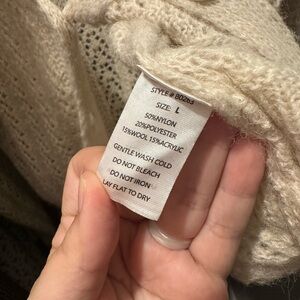 STYLE # B0263
SIZE: L
50%NYLON
20%POLYESTER
15%WOOL 15%ACRYLIC
GENTLE WASH COLD
DO NOT BLEACH
DO NOT IRON
LAY FLAT TO DRY